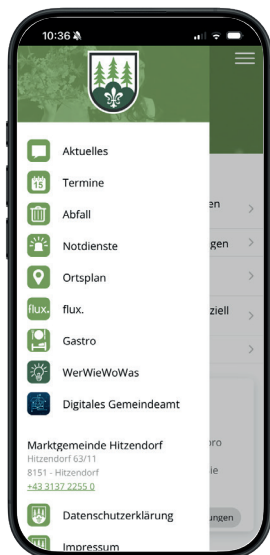 10:36
Aktuelles
15
Termine
en
Abfall
Notdienste
gen
Ortsplan
flux.
flux.
ziell
Gastro
WerWieWoWas
Digitales Gemeindeamt
Marktgemeinde Hitzendorf
Hitzendorf 63/11
oro
8151 - Hitzendorf
ie
+43 3137 2255 0
Datenschutzerklärung
ungen
Impressum